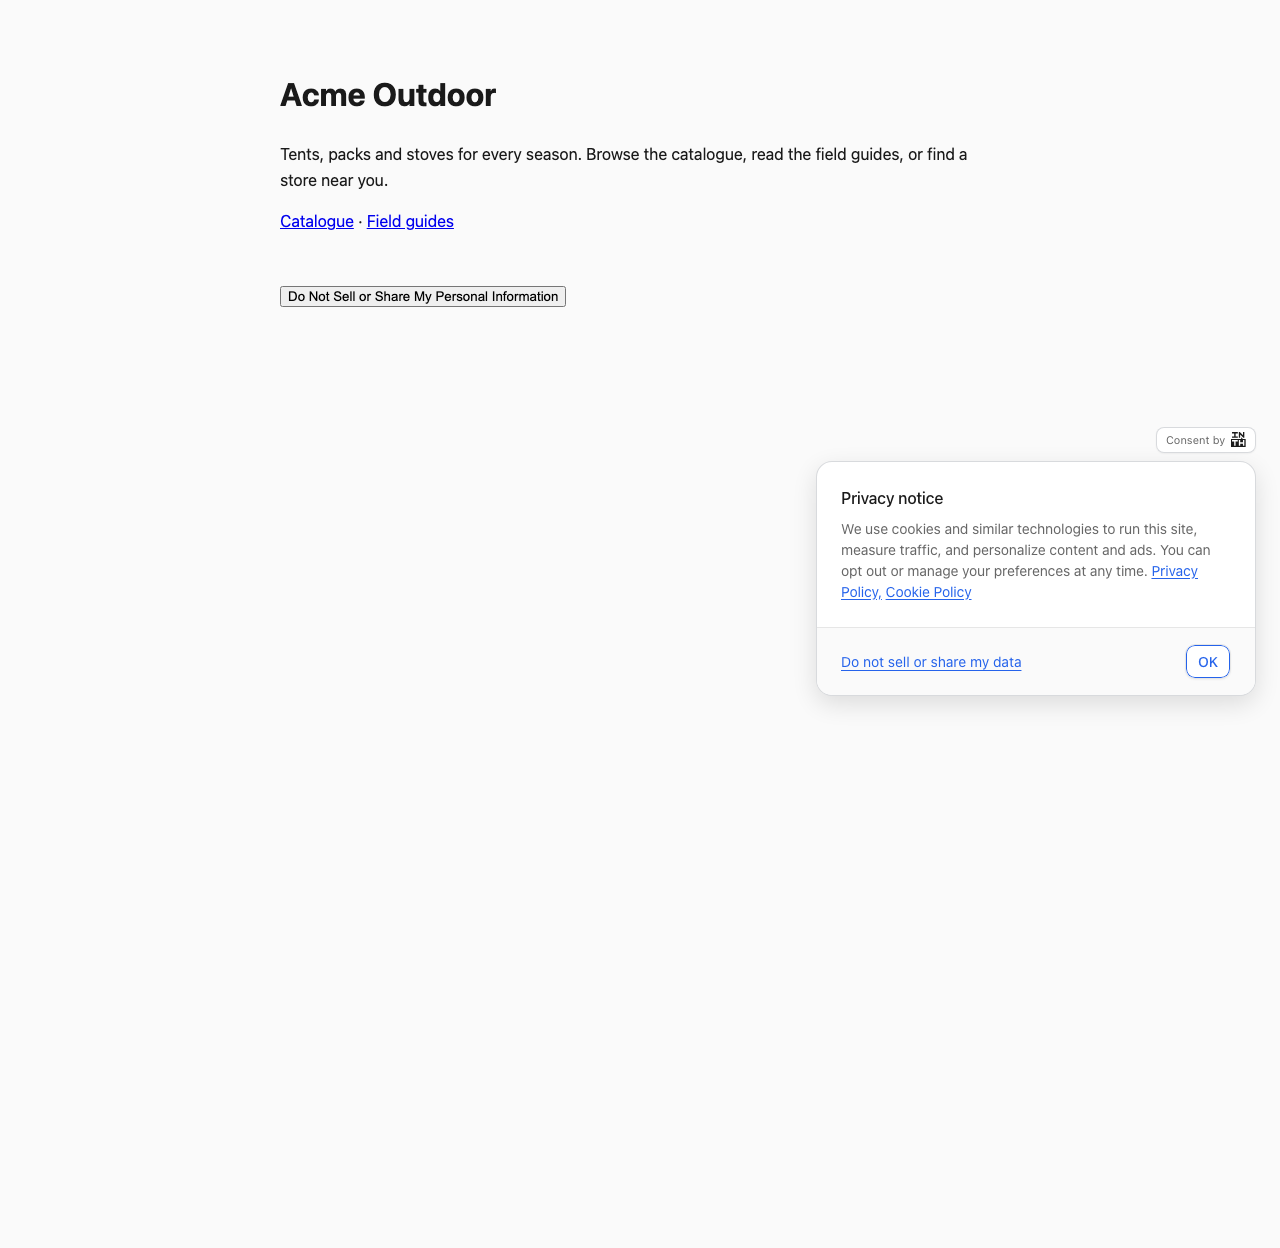 Acme Outdoor
Tents, packs and stoves for every season. Browse the catalogue, read the field guides, or find a
store near you.
Catalogue · Field guides
Do Not Sell or Share My Personal Information
Consent by IN
TH
Privacy notice
We use cookies and similar technologies to run this site,
measure traffic, and personalize content and ads. You can
opt out or manage your preferences at any time. Privacy
Policy, Cookie Policy
Do not sell or share my data
OK